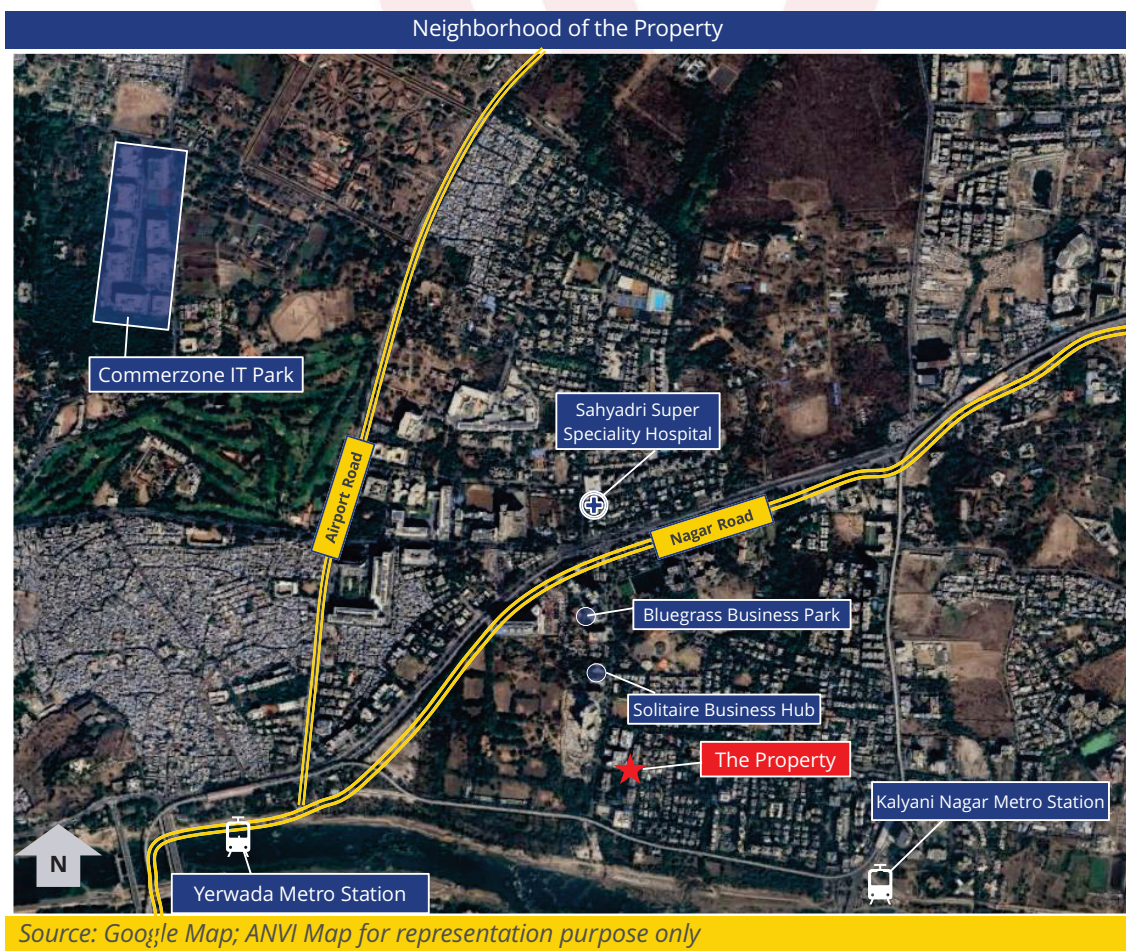 Neighborhood of the Property
Commerzone IT Park
Sahyadri Super
Speciality Hospital
Airport Road
Nagar Road
Bluegrass Business Park
Solitaire Business Hub
The Property
Kalyani Nagar Metro Station
N
Yerwada Metro Station
Source: Google Map; ANVI Map for representation purpose only